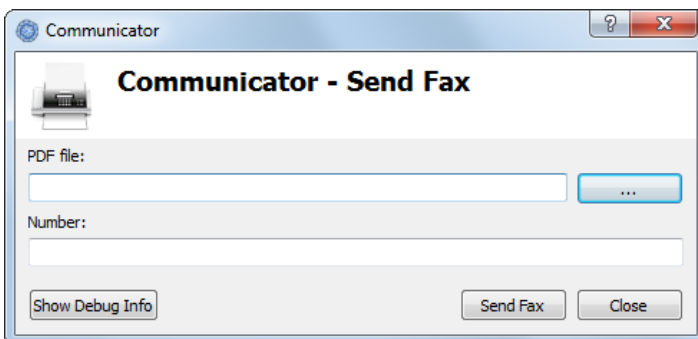 Communicator
?
Communicator - Send Fax
PDF file:
...
Number:
Show Debug Info
Send Fax
Close